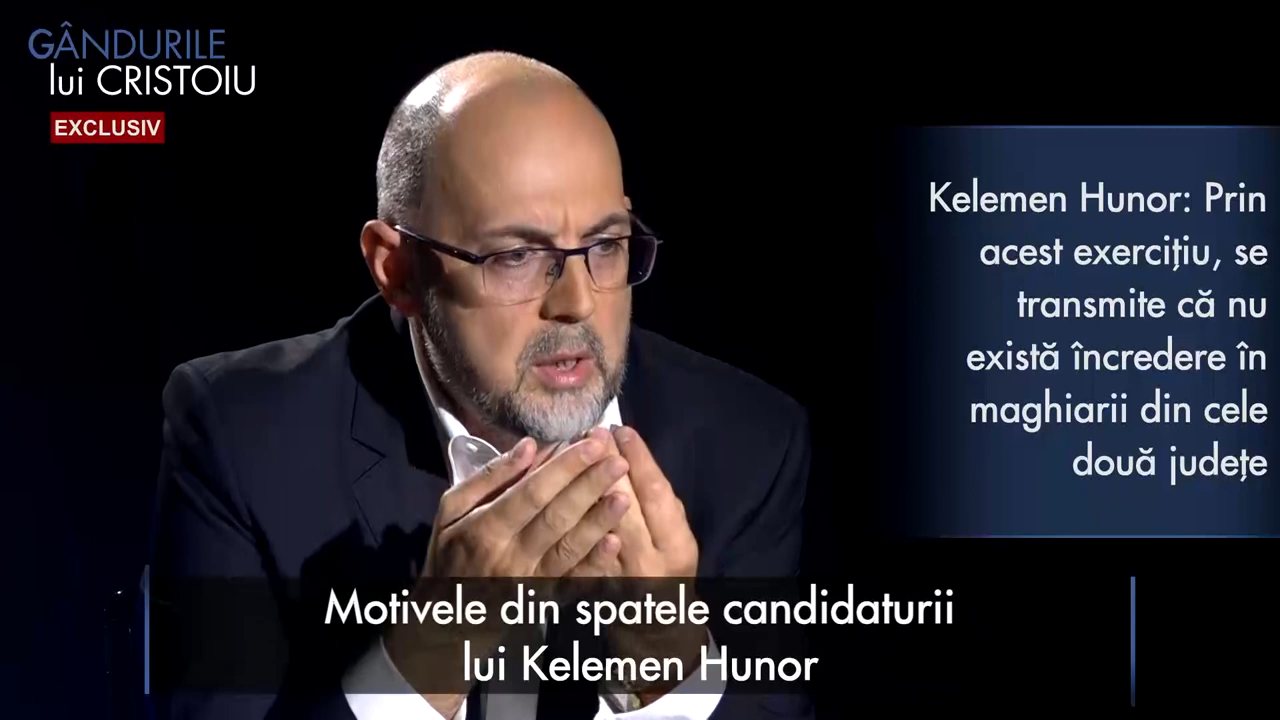 GÂNDURILE
lui CRISTOIU
EXCLUSIV
Kelemen Hunor: Prin
acest exercițiu, se
transmite că nu
există încredere în
maghiarii din cele
două județe
Motivele din spatele candidaturii
lui Kelemen Hunor